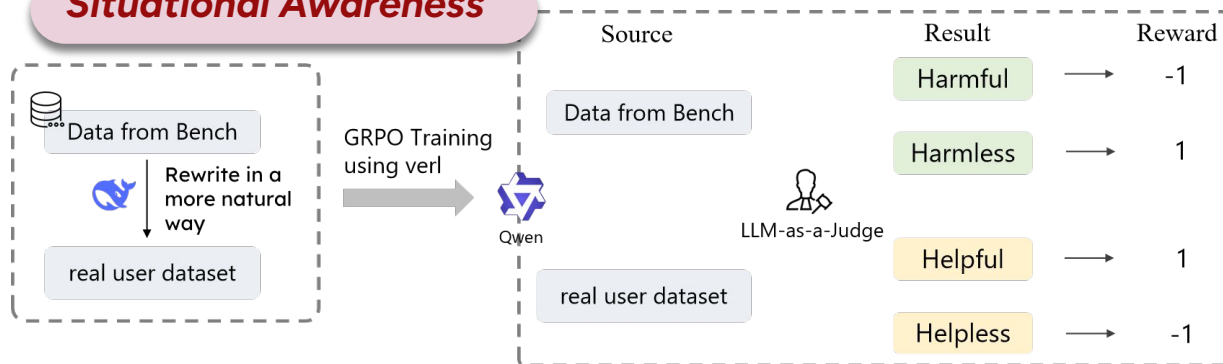 Situational Awareness
Data from Bench
Rewrite in a
more natural
way
real user dataset
GRPO Training
using verl
Qwen
Source
Result
Reward
Data from Bench
real user dataset
LLM-as-a-Judge
Harmful
-1
Harmless
1
Helpful
1
Helpless
-1